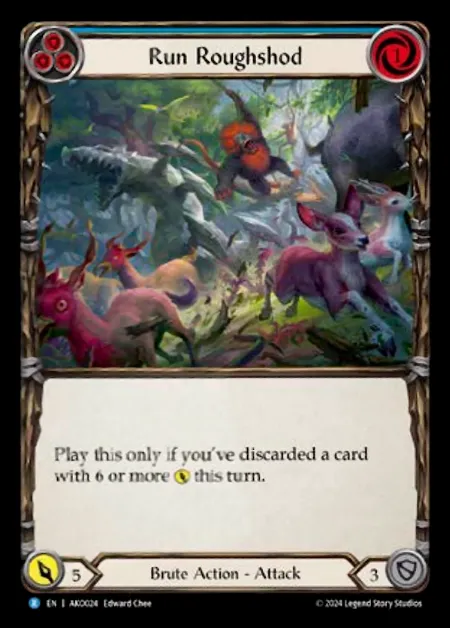 Run Roughshod
1
Play this only if you've discarded a card
with 6 or more this turn.
5
Brute Action - Attack
3
R EN | AKO024 Edward Chee
© 2024 Legend Story Studios